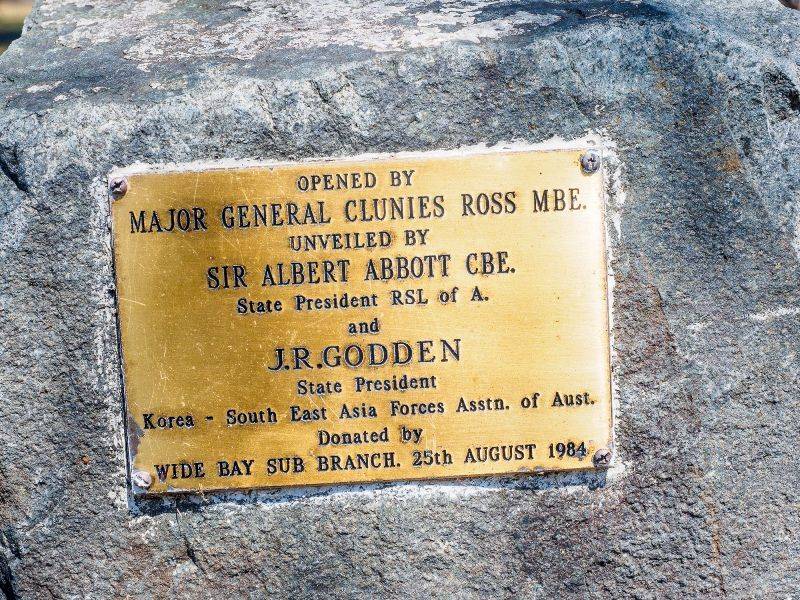 OPENED BY
MAJOR GENERAL CLUNIES ROSS MBE.
UNVEILED BY
SIR ALBERT ABBOTT CBE.
State President RSL of A.
and
J.R.GODDEN
State President
Korea - South East Asia Forces Asstn. of Aust.
Donated by
WIDE BAY SUB BRANCH. 25th AUGUST 1984